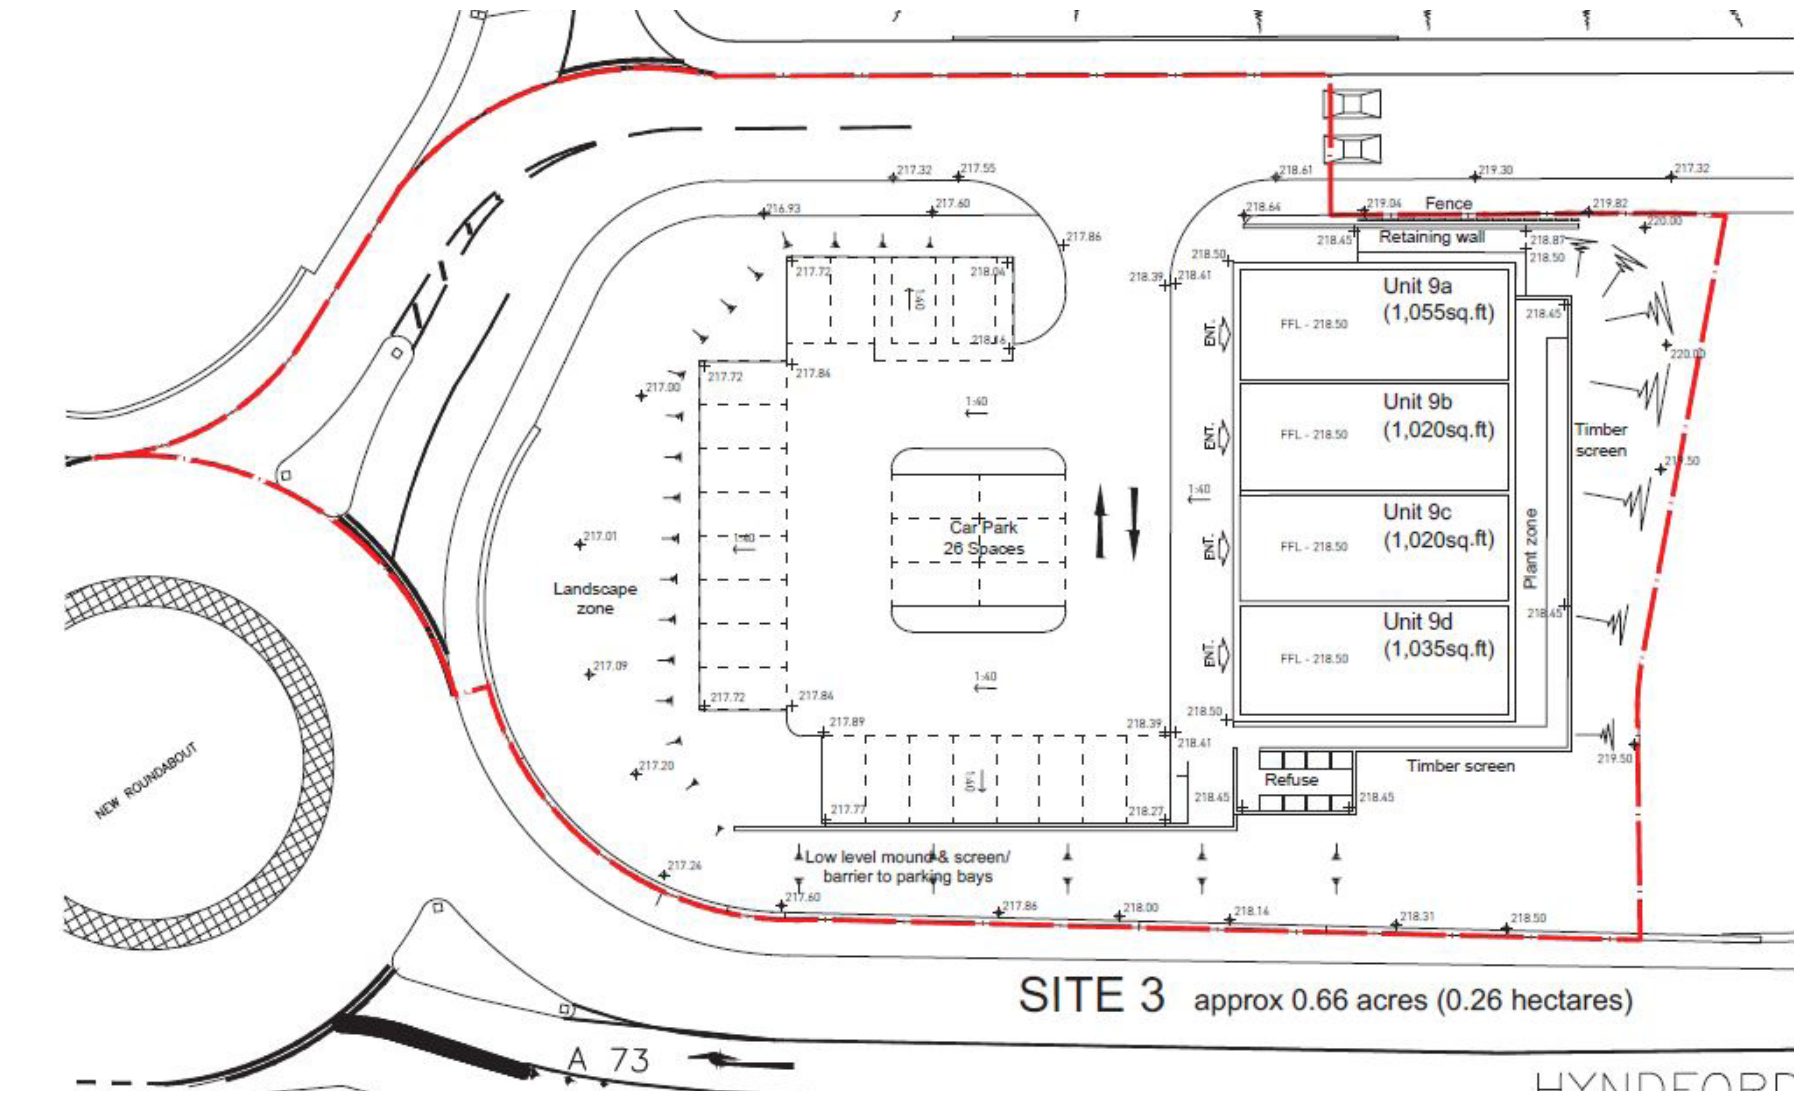 217.32
217.55
218.61
219.30
217.32
216.93
217.60
218.64
219.04
Fence
219.82
220.00
217.86
218.45
Retaining wall
218.87
218.50
217.72
218.04
218.39
218.41
218.50
Unit 9a
(1,055sq.ft)
FFL - 218.50
ENT.
218.45
1:40
218.16
217.72
217.84
220.00
217.00
1:40
Unit 9b
(1,020sq.ft)
FFL - 218.50
ENT.
Timber
screen
219.50
1:40
Car Park
26 Spaces
Unit 9c
(1,020sq.ft)
FFL - 218.50
ENT.
Plant zone
217.01
1:40
Landscape
zone
218.45
Unit 9d
(1,035sq.ft)
FFL - 218.50
ENT.
217.09
1:40
217.72
217.84
217.89
218.39
218.50
218.41
219.50
NEW ROUNDABOUT
217.20
1:40
Refuse
Timber screen
218.45
218.45
217.77
218.27
Low level mound & screen/
barrier to parking bays
217.26
217.60
217.86
218.00
218.14
218.31
218.50
SITE 3 approx 0.66 acres (0.26 hectares)
A 73
HYNDFORD